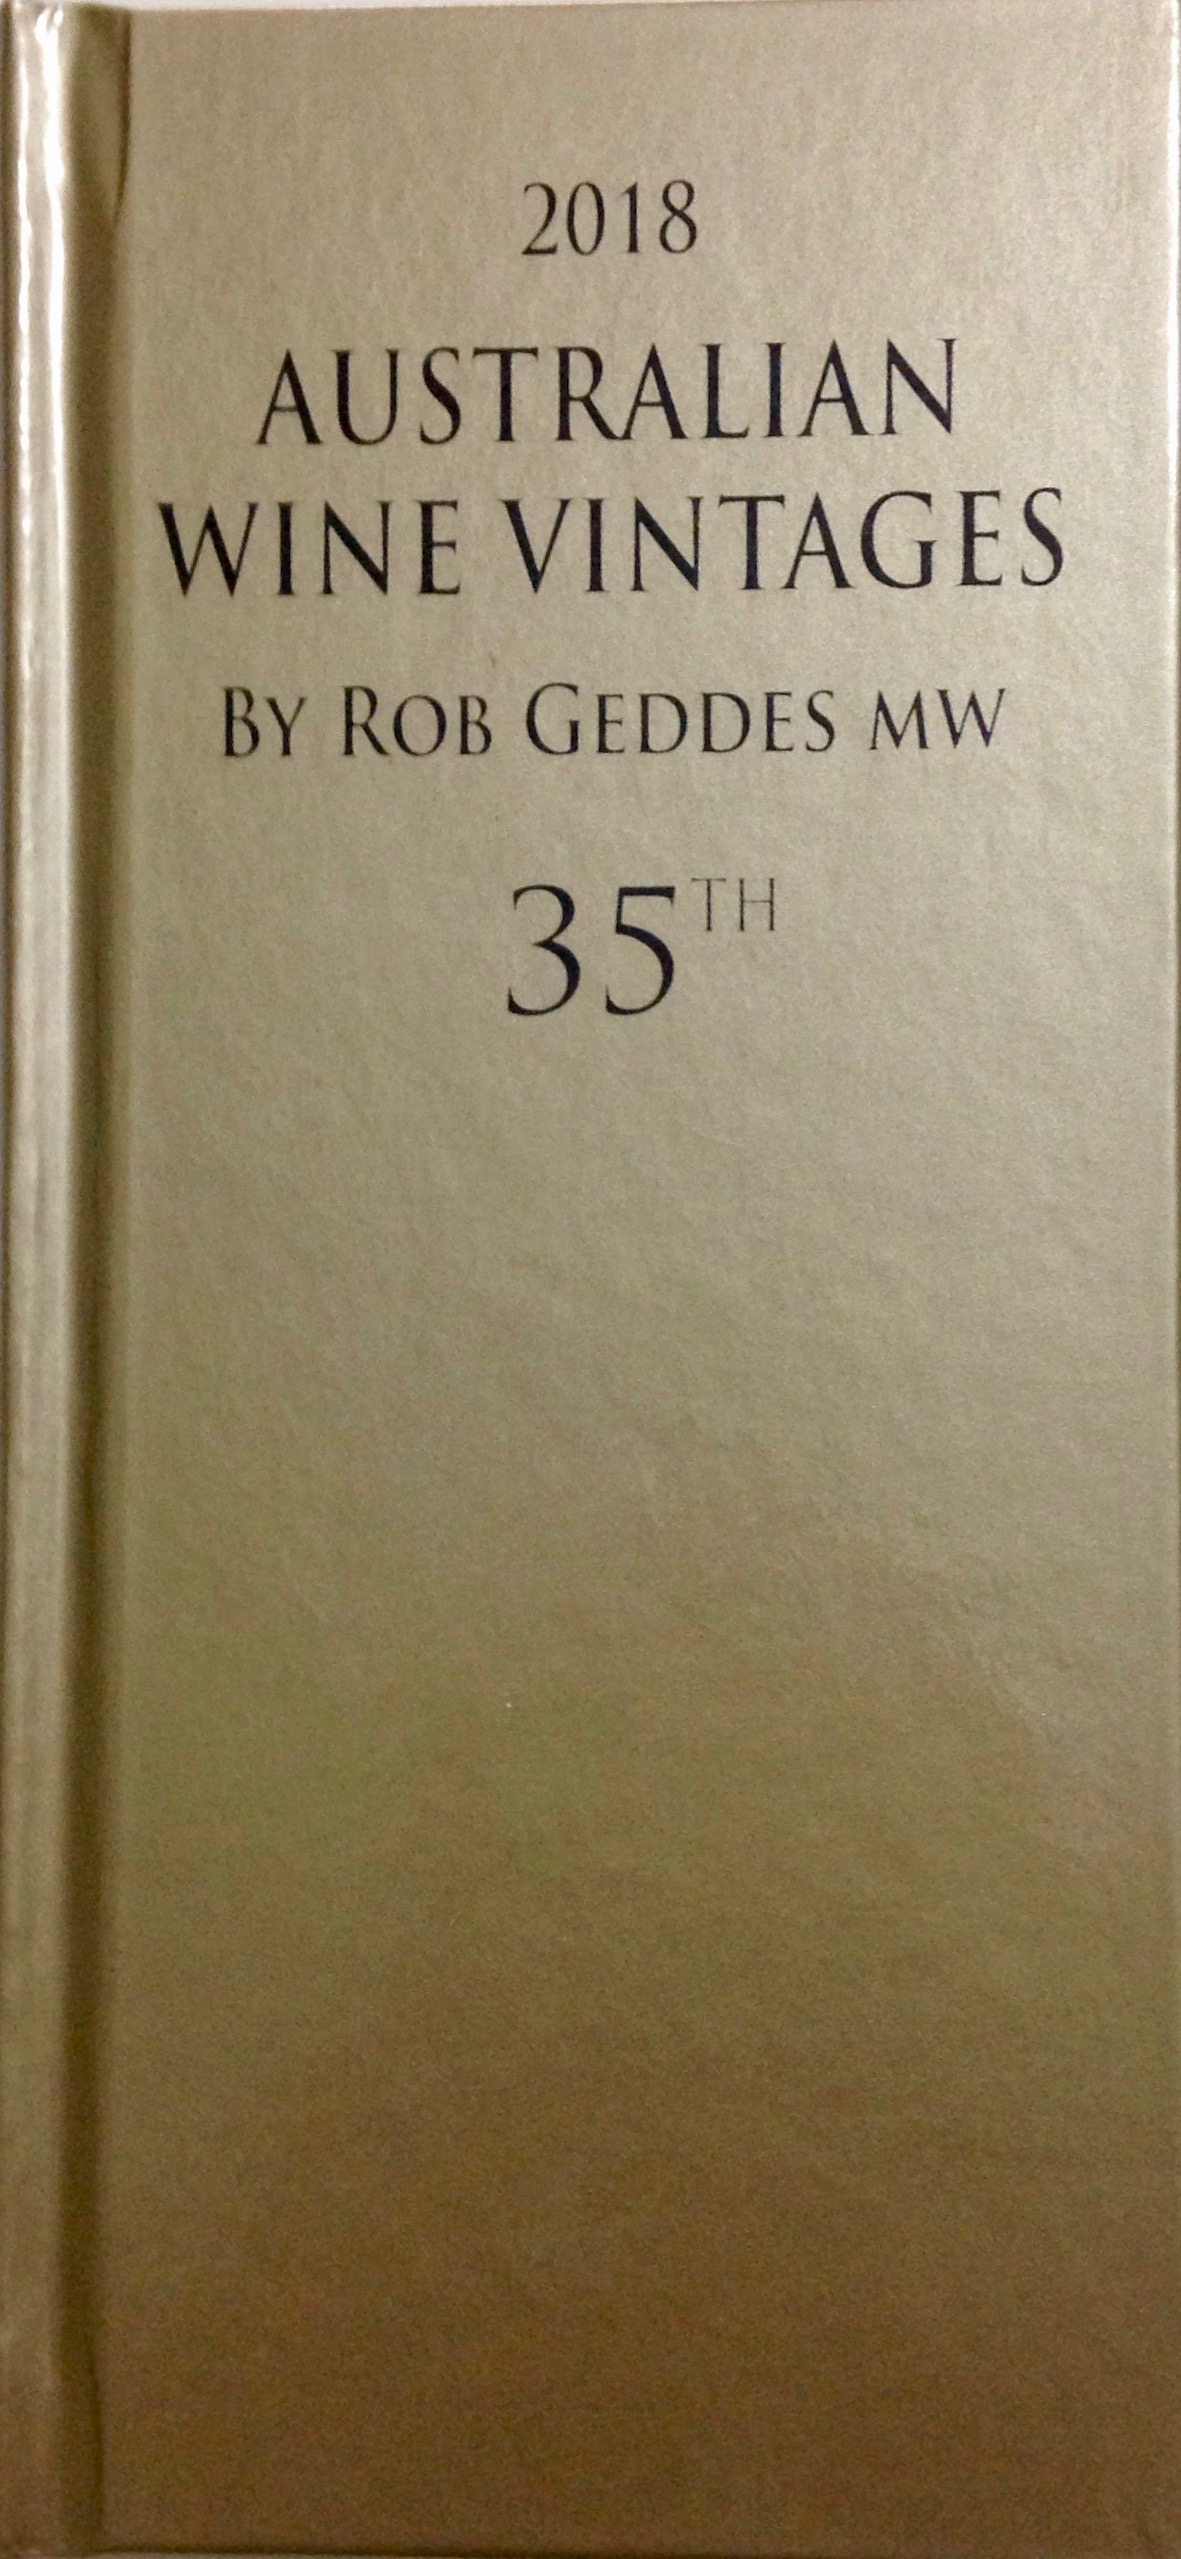 2018
AUSTRALIAN
WINE VINTAGES
BY ROB GEDDES MW
35TH